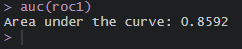 > auc(roc1)
Area under the curve: 0.8592
>